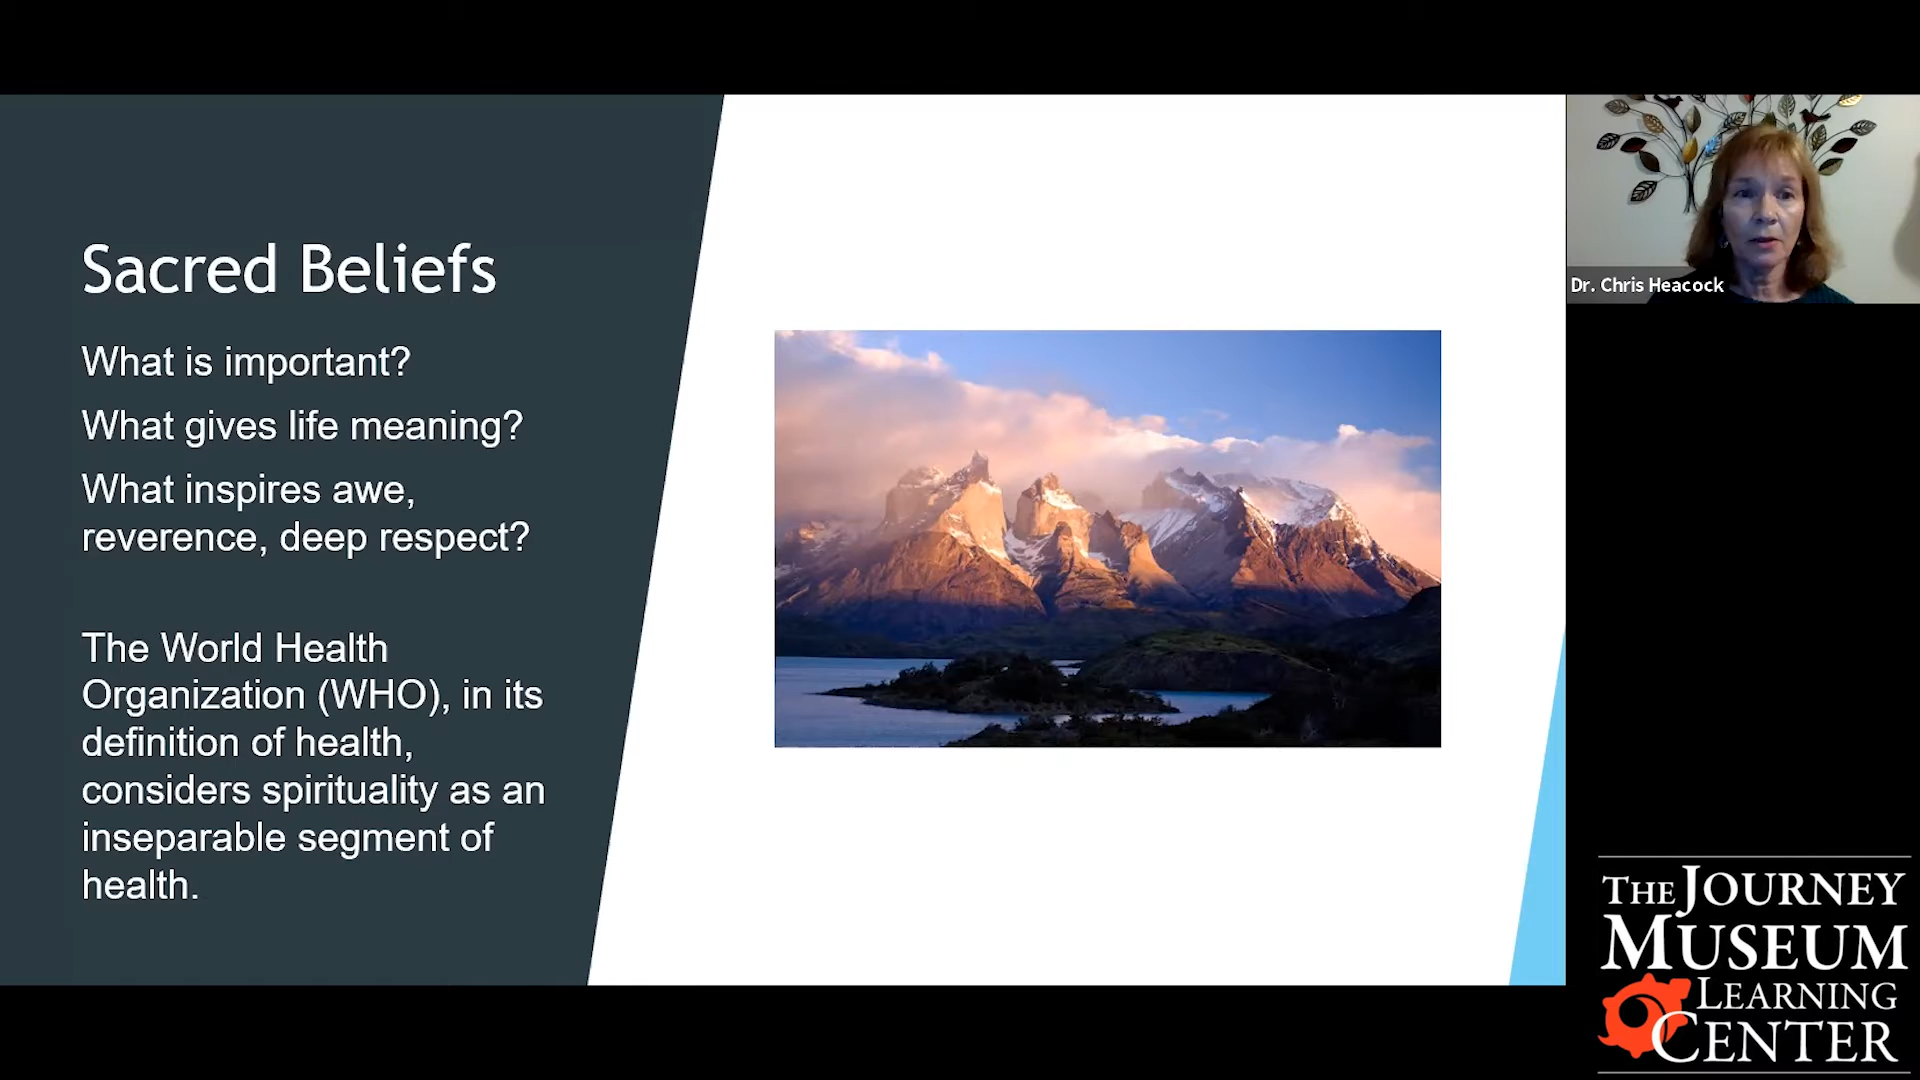 Sacred Beliefs
What is important?
What gives life meaning?
What inspires awe,
reverence, deep respect?
The World Health
Organization (WHO), in its
definition of health,
considers spirituality as an
inseparable segment of
health.
Dr. Chris Heacock
THE JOURNEY
MUSEUM
LEARNING
CENTER